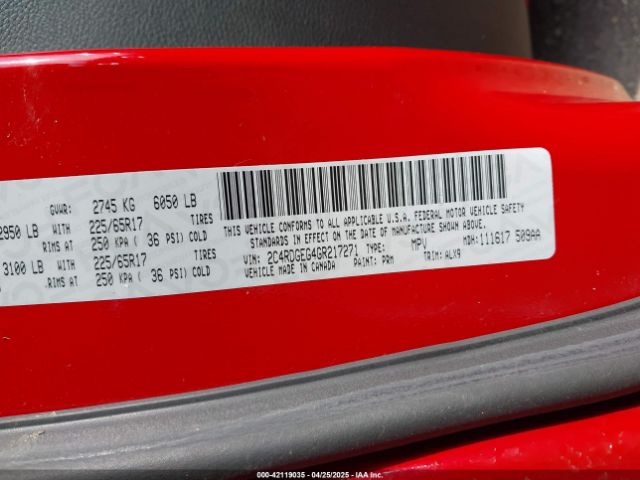 GVWR: 2745 KG 6050 LB
2950 LB WITH 225/65R17 TIRES
RIMS AT 250 KPA ( 36 PSI) COLD
3100 LB WITH 225/65R17 TIRES
RIMS AT 250 KPA ( 36 PSI) COLD
THIS VEHICLE CONFORMS TO ALL APPLICABLE U.S.A. FEDERAL MOTOR VEHICLE SAFETY
STANDARDS IN EFFECT ON THE DATE OF MANUFACTURE SHOWN ABOVE.
VIN: 2C4RDGEG4GR217271 TYPE: MPV MDH: 111617 509AA
MADE IN CANADA PAINT: PRM TRIM: ALX9
000-42119035 - 04/25/2025 - IAA Inc.